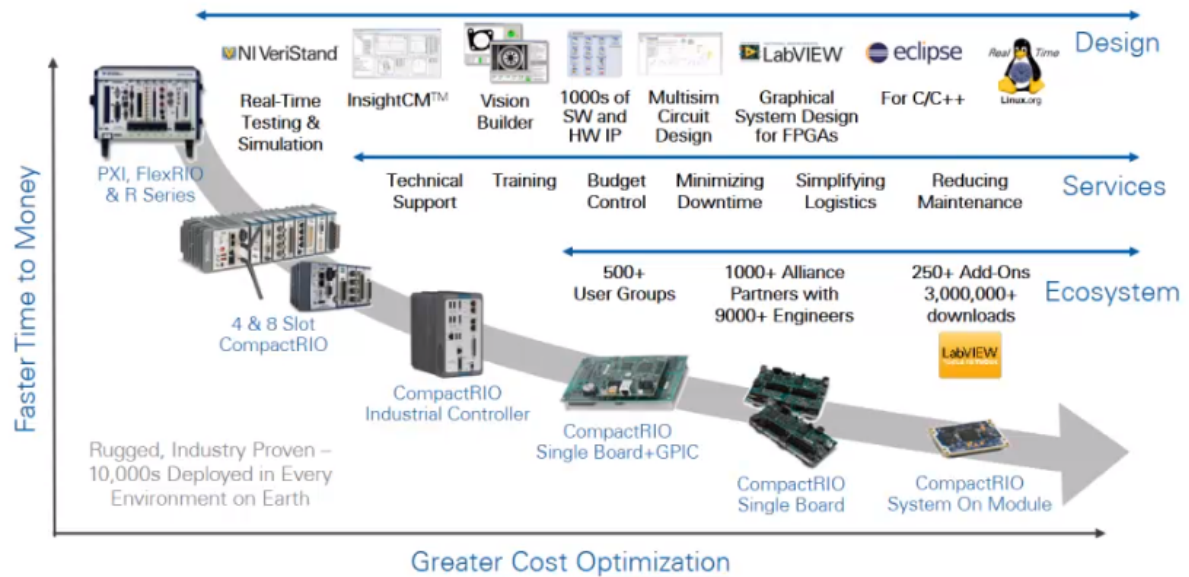 Design
NI VeriStand
Real-Time
Testing &
Simulation
InsightCM™
Vision
Builder
1000s of
SW and
HW IP
Multisim
Circuit
Design
LabVIEW
Graphical
System Design
for FPGAs
eclipse
For C/C++
Real Time
Linux.org
Services
Technical
Support
Training
Budget
Control
Minimizing
Downtime
Simplifying
Logistics
Reducing
Maintenance
Ecosystem
500+
User Groups
1000+ Alliance
Partners with
9000+ Engineers
250+ Add-Ons
3,000,000+
downloads
LabVIEW
PXI, FlexRIO
& R Series
4 & 8 Slot
CompactRIO
CompactRIO
Industrial Controller
CompactRIO
Single Board+GPIC
CompactRIO
Single Board
CompactRIO
System On Module
Rugged, Industry Proven –
10,000s Deployed in Every
Environment on Earth
Faster Time to Money
Greater Cost Optimization